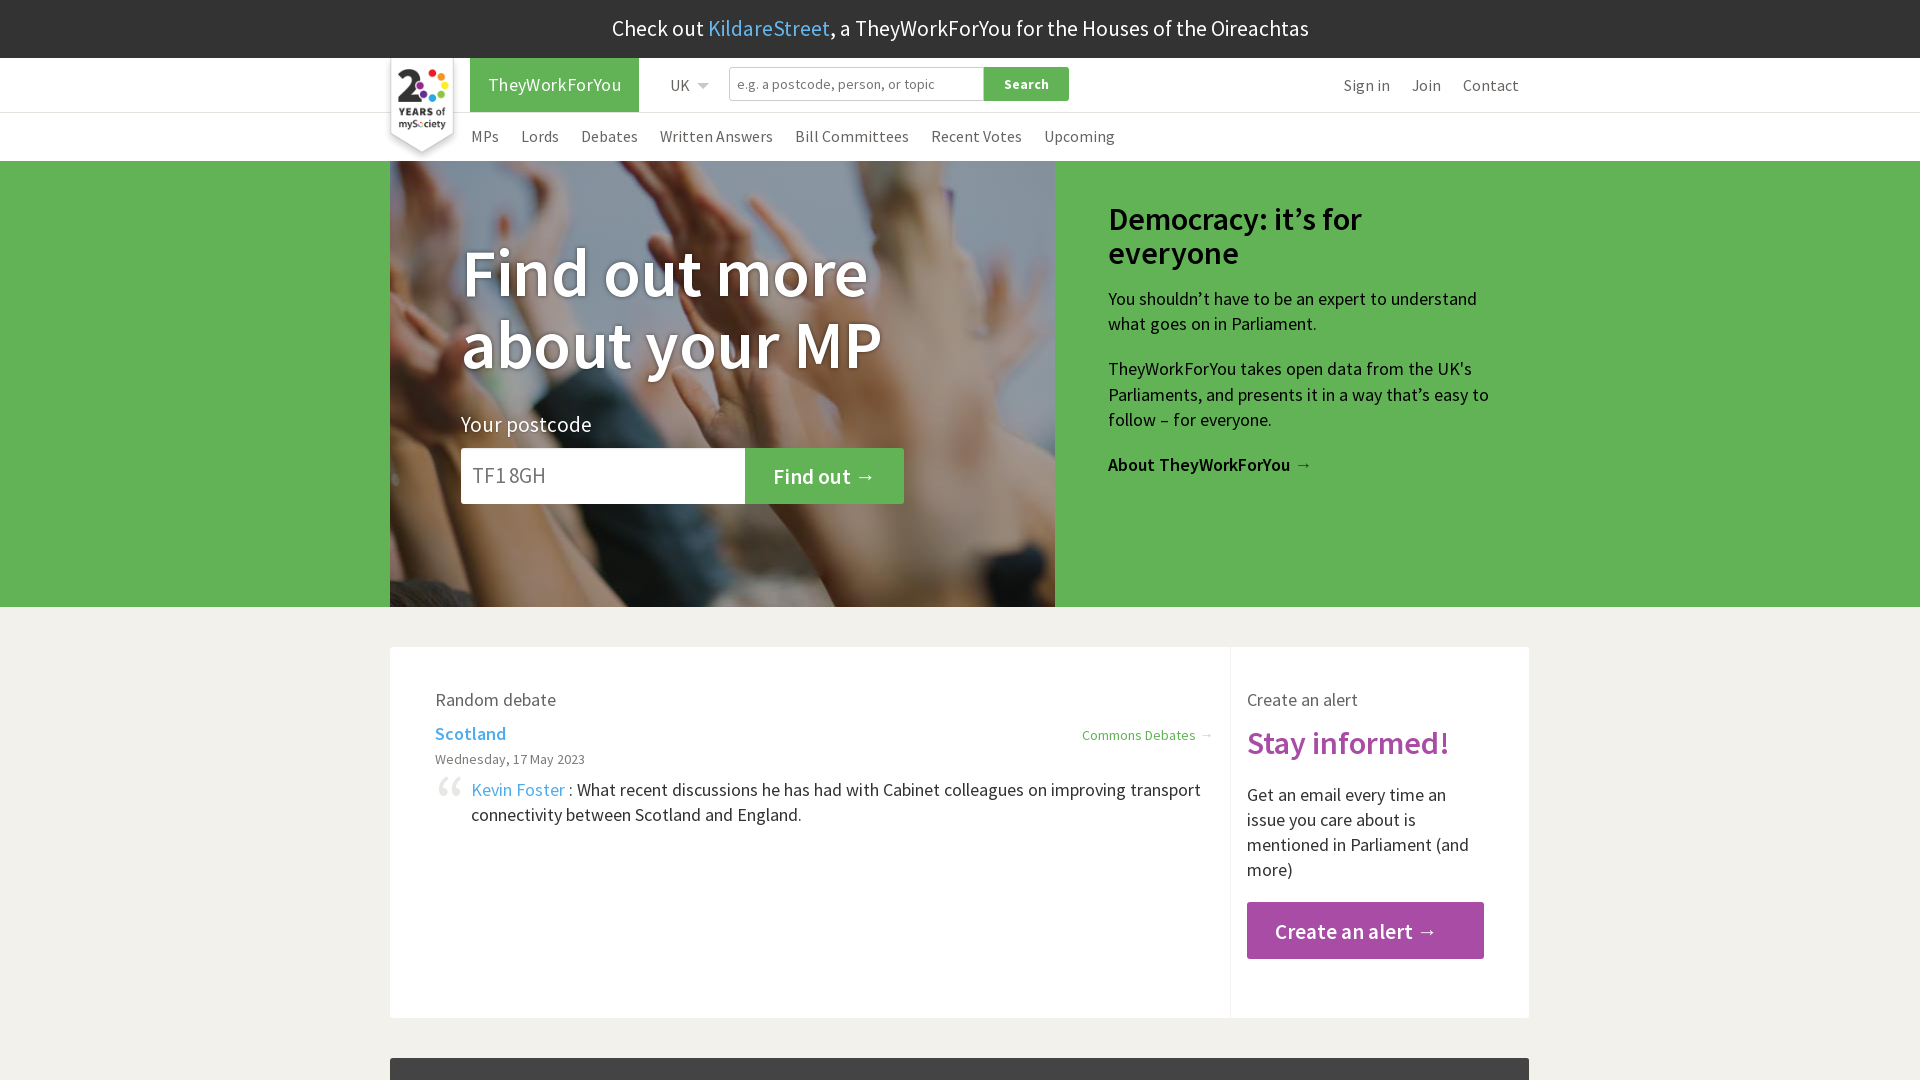 Check out KildareStreet, a TheyWorkForYou for the Houses of the Oireachtas
20
YEARS of
mySociety
TheyWorkForYou
UK
e.g. a postcode, person, or topic
Search
Sign in
Join
Contact
MPs
Lords
Debates
Written Answers
Bill Committees
Recent Votes
Upcoming
Find out more
about your MP
Your postcode
TF1 8GH
Find out →
Democracy: it’s for
everyone
You shouldn’t have to be an expert to understand
what goes on in Parliament.
TheyWorkForYou takes open data from the UK's
Parliaments, and presents it in a way that’s easy to
follow – for everyone.
About TheyWorkForYou →
Random debate
Scotland
Commons Debates →
Wednesday, 17 May 2023
“ Kevin Foster : What recent discussions he has had with Cabinet colleagues on improving transport
connectivity between Scotland and England.
Create an alert
Stay informed!
Get an email every time an
issue you care about is
mentioned in Parliament (and
more)
Create an alert →